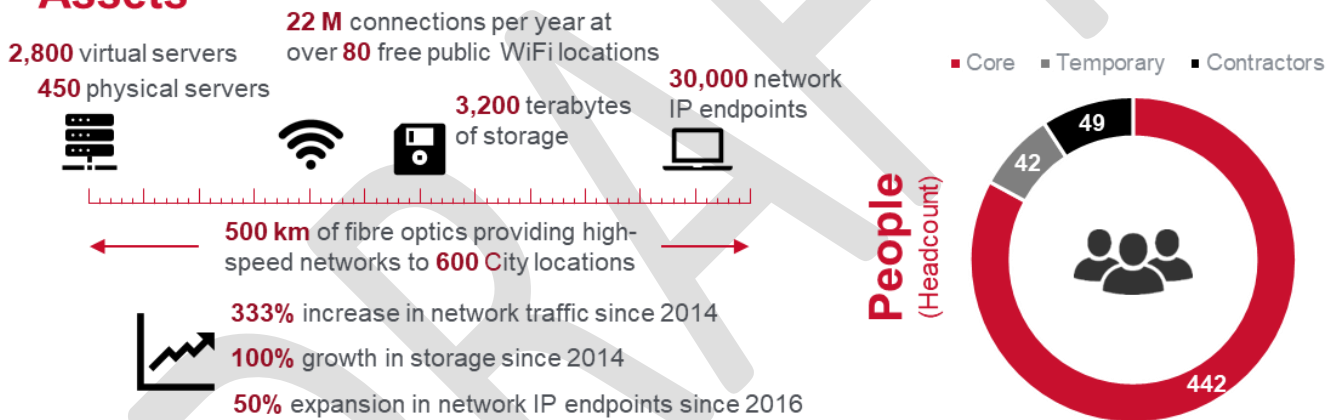 Assets
22 M connections per year at
over 80 free public WiFi locations
2,800 virtual servers
450 physical servers
3,200 terabytes
of storage
30,000 network
IP endpoints
500 km of fibre optics providing high-
speed networks to 600 City locations
333% increase in network traffic since 2014
100% growth in storage since 2014
50% expansion in network IP endpoints since 2016
People
(Headcount)
Core Temporary Contractors
49
42
442
DRAFT